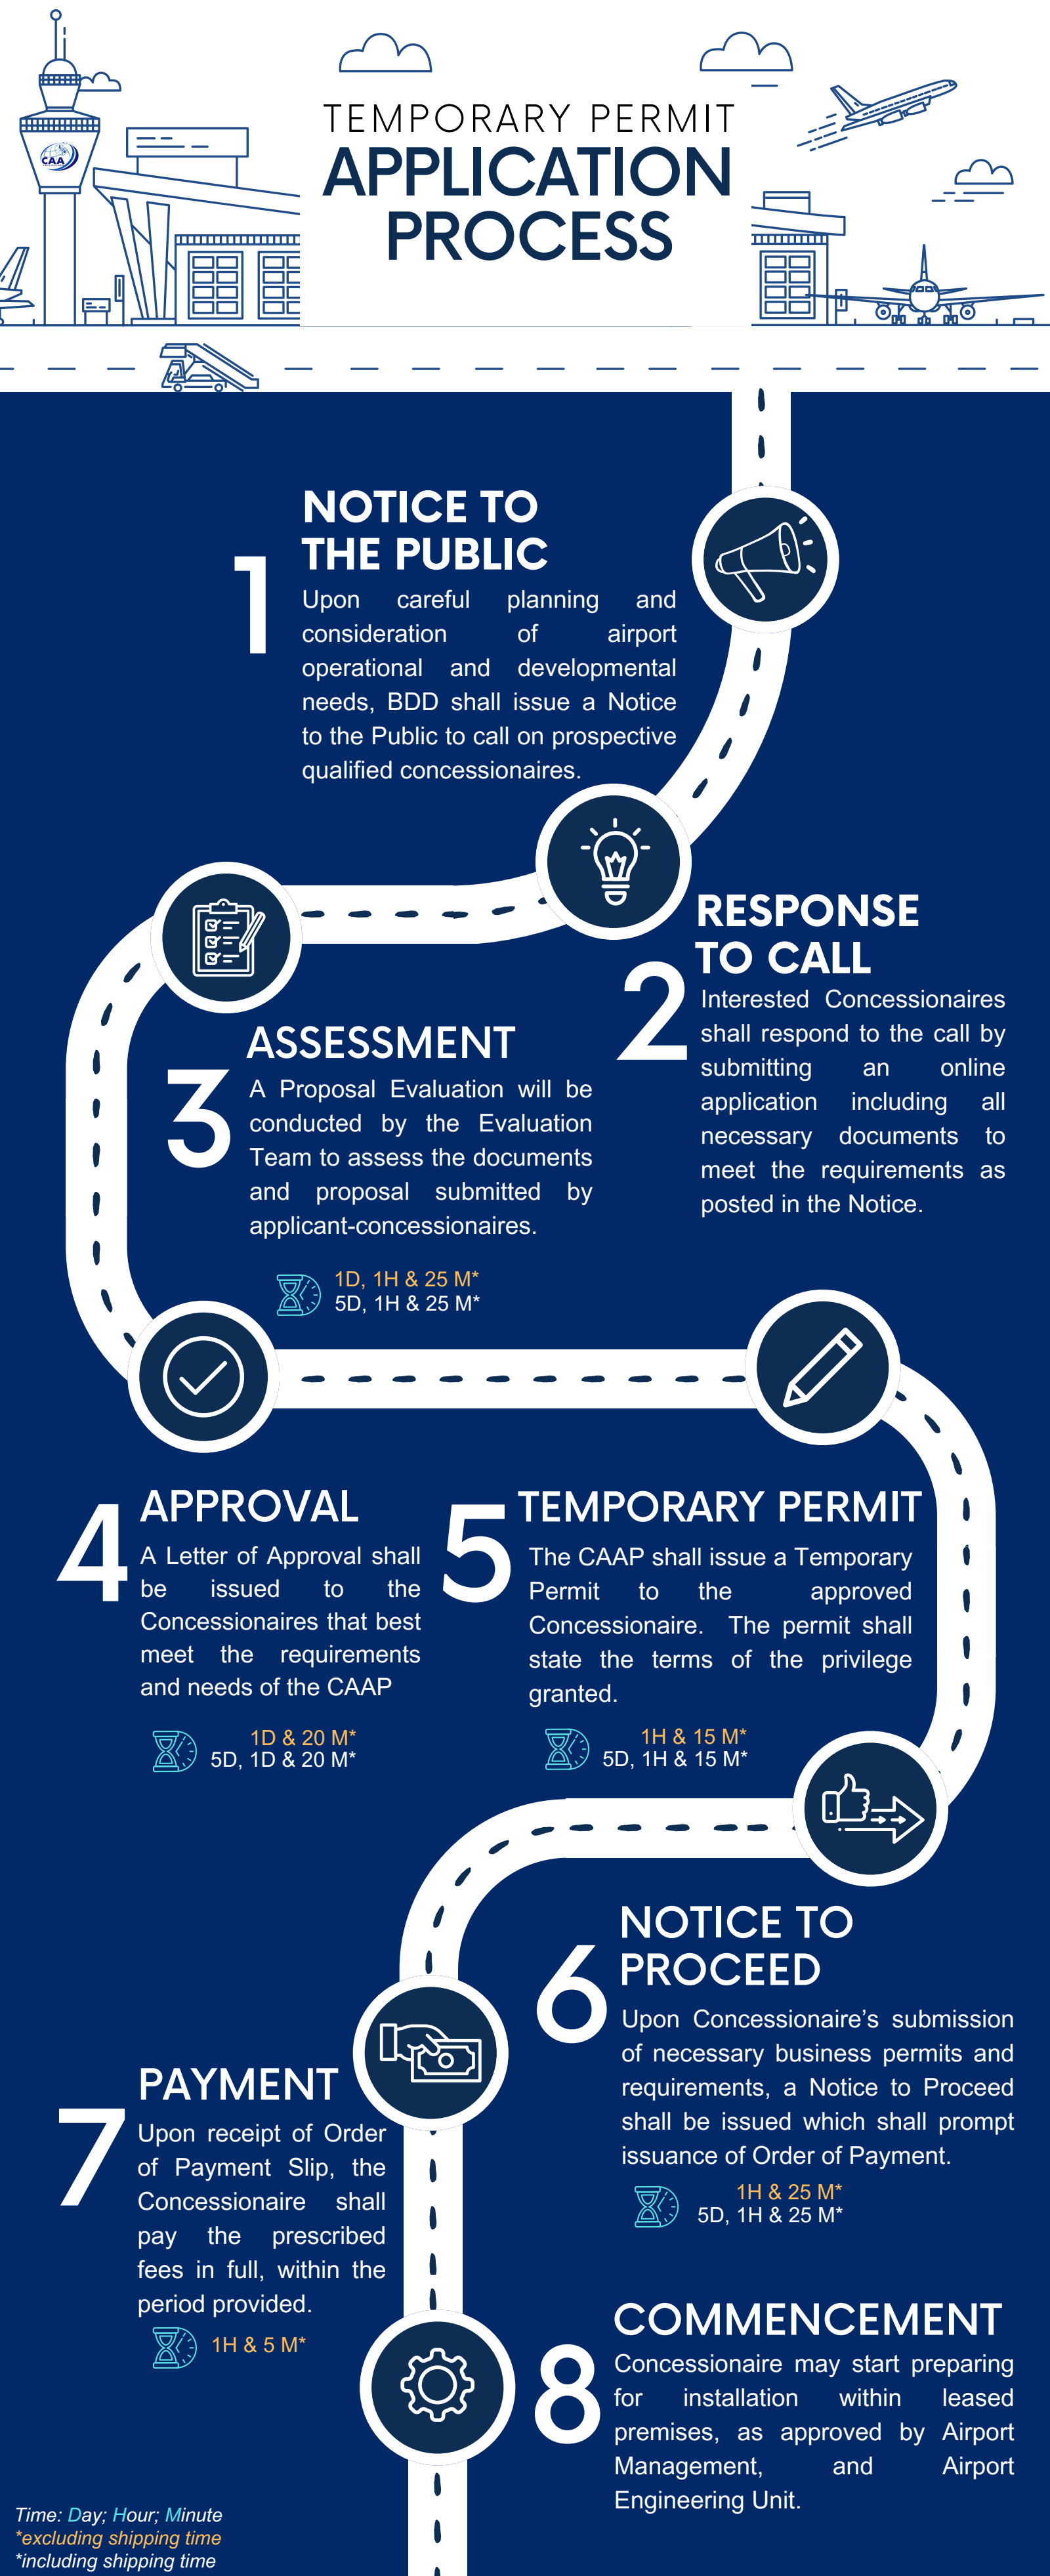 CAA
TEMPORARY PERMIT
APPLICATION
PROCESS
1
NOTICE TO
THE PUBLIC
Upon careful planning and
consideration of airport
operational and developmental
needs, BDD shall issue a Notice
to the Public to call on prospective
qualified concessionaires.
2
RESPONSE
TO CALL
Interested Concessionaires
shall respond to the call by
submitting an online
application including all
necessary documents to
meet the requirements as
posted in the Notice.
3
ASSESSMENT
A Proposal Evaluation will be
conducted by the Evaluation
Team to assess the documents
and proposal submitted by
applicant-concessionaires.
1D, 1H & 25 M*
5D, 1H & 25 M*
4
APPROVAL
A Letter of Approval shall
be issued to the
Concessionaires that best
meet the requirements
and needs of the CAAP
1D & 20 M*
5D, 1D & 20 M*
5
TEMPORARY PERMIT
The CAAP shall issue a Temporary
Permit to the approved
Concessionaire. The permit shall
state the terms of the privilege
granted.
1H & 15 M*
5D, 1H & 15 M*
6
NOTICE TO
PROCEED
Upon Concessionaire's submission
of necessary business permits and
requirements, a Notice to Proceed
shall be issued which shall prompt
issuance of Order of Payment.
1H & 25 M*
5D, 1H & 25 M*
7
PAYMENT
Upon receipt of Order
of Payment Slip, the
Concessionaire shall
pay the prescribed
fees in full, within the
period provided.
1H & 5 M*
8
COMMENCEMENT
Concessionaire may start preparing
for installation within leased
premises, as approved by Airport
Management, and Airport
Engineering Unit.
Time: Day; Hour; Minute
*excluding shipping time
*including shipping time